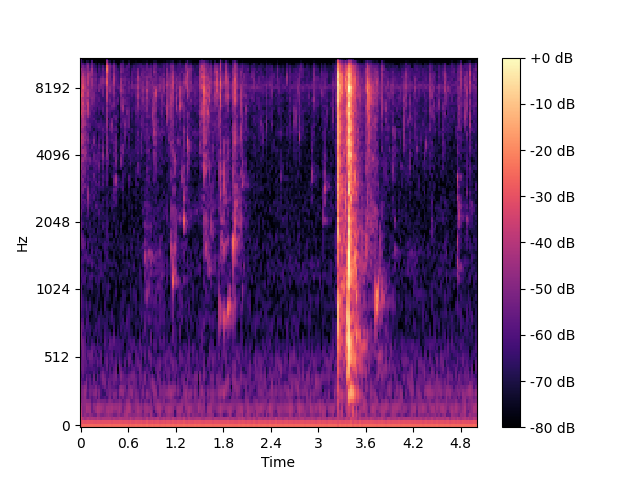 +0 dB
8192
-10 dB
4096
-20 dB
-30 dB
Hz
2048
-40 dB
1024
-50 dB
-60 dB
512
-70 dB
0
-80 dB
0 0.6 1.2 1.8 2.4 3 3.6 4.2 4.8
Time